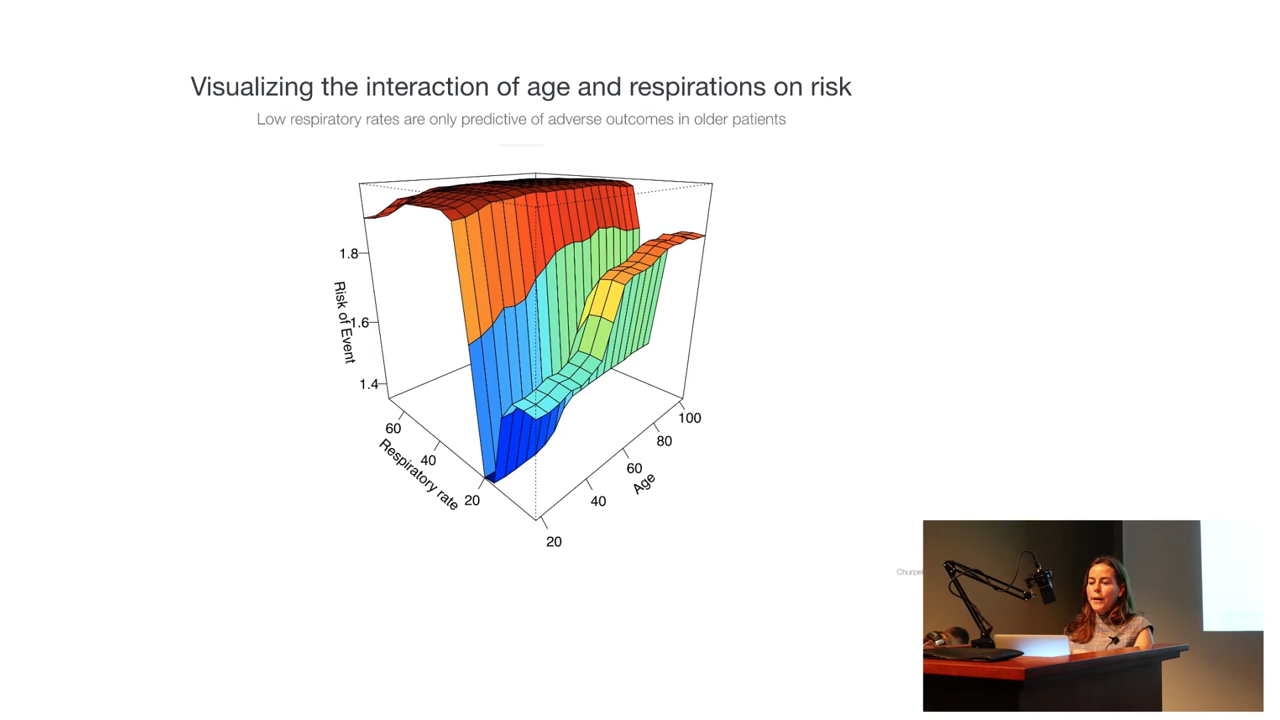 Visualizing the interaction of age and respirations on risk
Low respiratory rates are only predictive of adverse outcomes in older patients
1.8
1.6
1.4
Risk of Event
60
40
20
Respiratory rate
100
80
60
40
20
Age